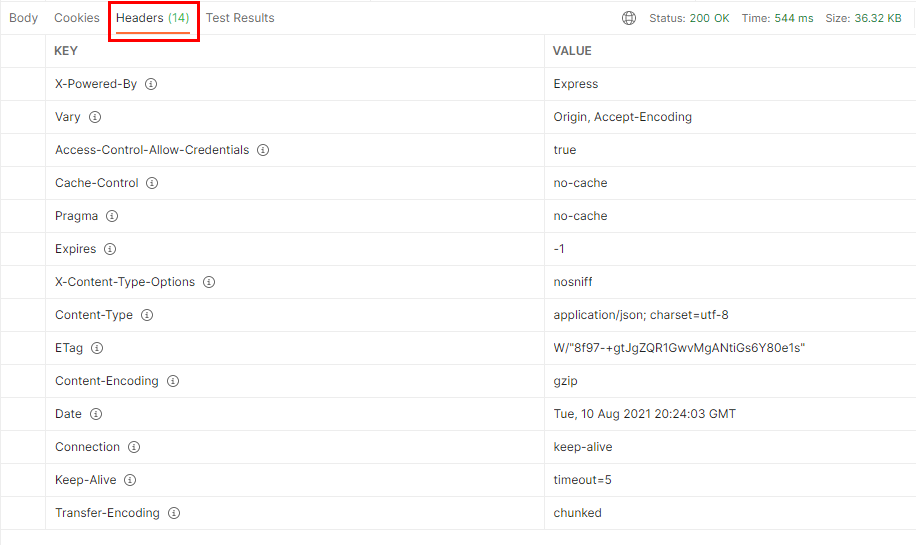 Body Cookies Headers (14) Test Results Status: 200 OK Time: 544 ms Size: 36.32 KB
KEY VALUE
X-Powered-By Express
Vary Origin, Accept-Encoding
Access-Control-Allow-Credentials true
Cache-Control no-cache
Pragma no-cache
Expires -1
X-Content-Type-Options nosniff
Content-Type application/json; charset=utf-8
ETag W/"8f97-+gtJgZQR1GwvMgANtiGs6Y80e1s"
Content-Encoding gzip
Date Tue, 10 Aug 2021 20:24:03 GMT
Connection keep-alive
Keep-Alive timeout=5
Transfer-Encoding chunked